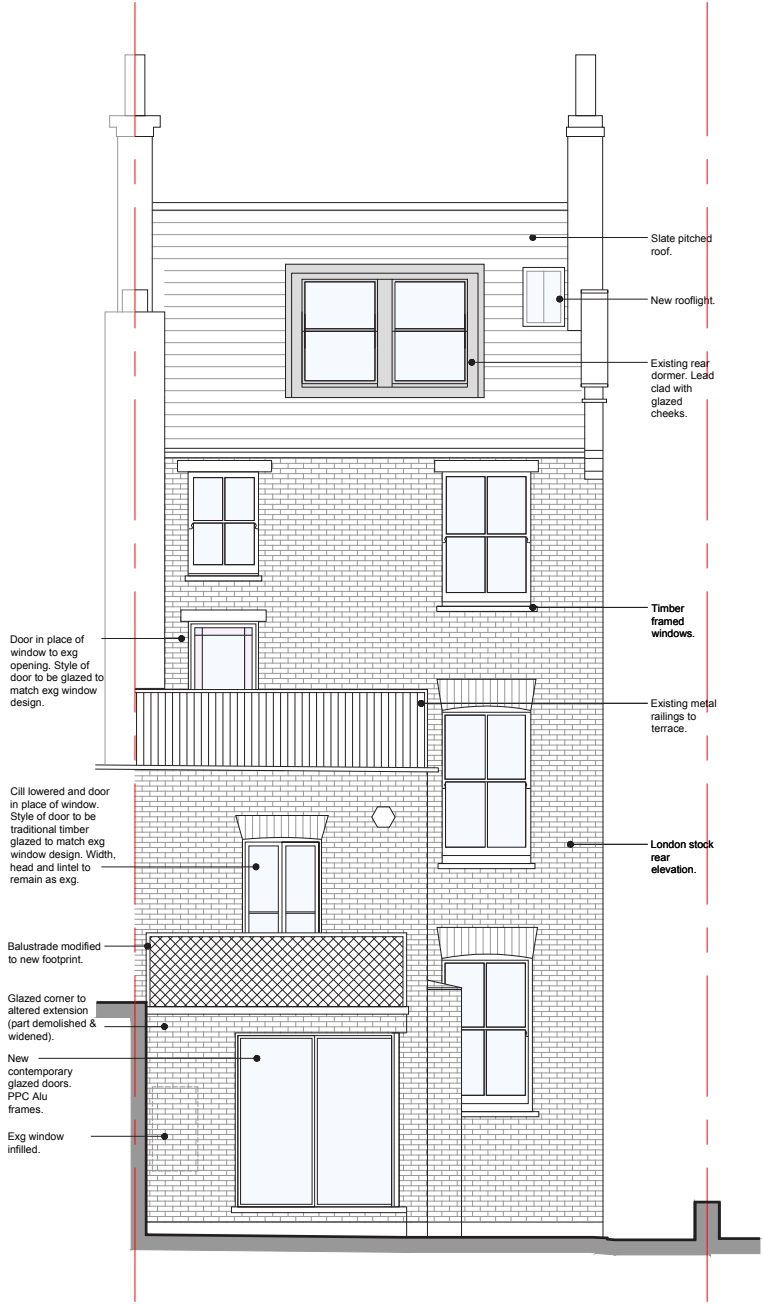 Slate pitched
roof.
New rooflight.
Existing rear
dormer. Lead
clad with
glazed
cheeks.
Timber
framed
windows.
Door in place of
window to exg
opening. Style of
door to be glazed to
match exg window
design.
Existing metal
railings to
terrace.
Cill lowered and door
in place of window.
Style of door to be
traditional timber
glazed to match exg
window design. Width,
head and lintel to
remain as exg.
London stock
rear
elevation.
Balustrade modified
to new footprint.
Glazed corner to
altered extension
(part demolished &
widened).
New
contemporary
glazed doors.
PPC Alu
frames.
Exg window
infilled.